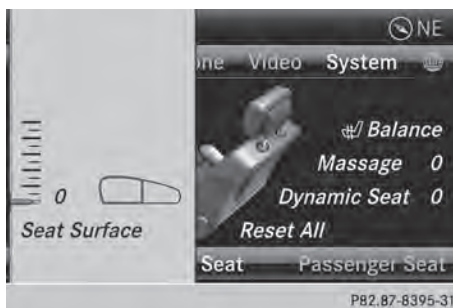 NE
one Video System
Balance
Massage 0
0 Dynamic Seat 0
Seat Surface Reset All
Seat Passenger Seat
P82.87-8395-31